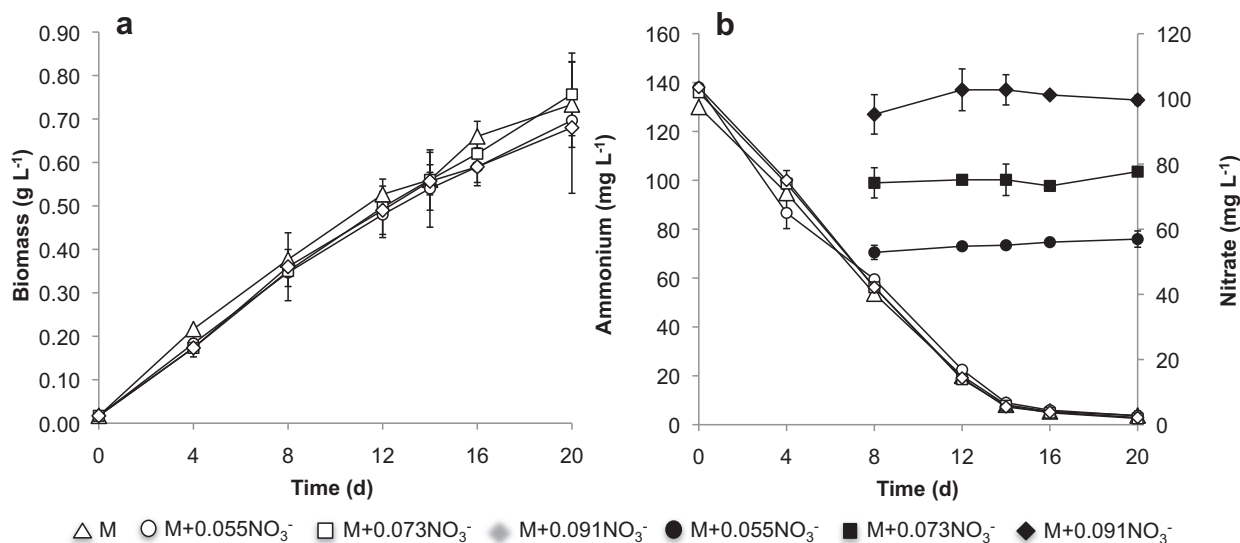 a
0.90
0.80
0.70
0.60
0.50
0.40
0.30
0.20
0.10
0.00
Biomass (g L-1)
0 4 8 12 16 20
Time (d)
b
160
140
120
100
80
60
40
20
0
Ammonium (mg L-1)
120
100
80
60
40
20
0
Nitrate (mg L-1)
0 4 8 12 16 20
Time (d)
M M+0.055NO3- M+0.073NO3- M+0.091NO3- M+0.055NO3- M+0.073NO3- M+0.091NO3-